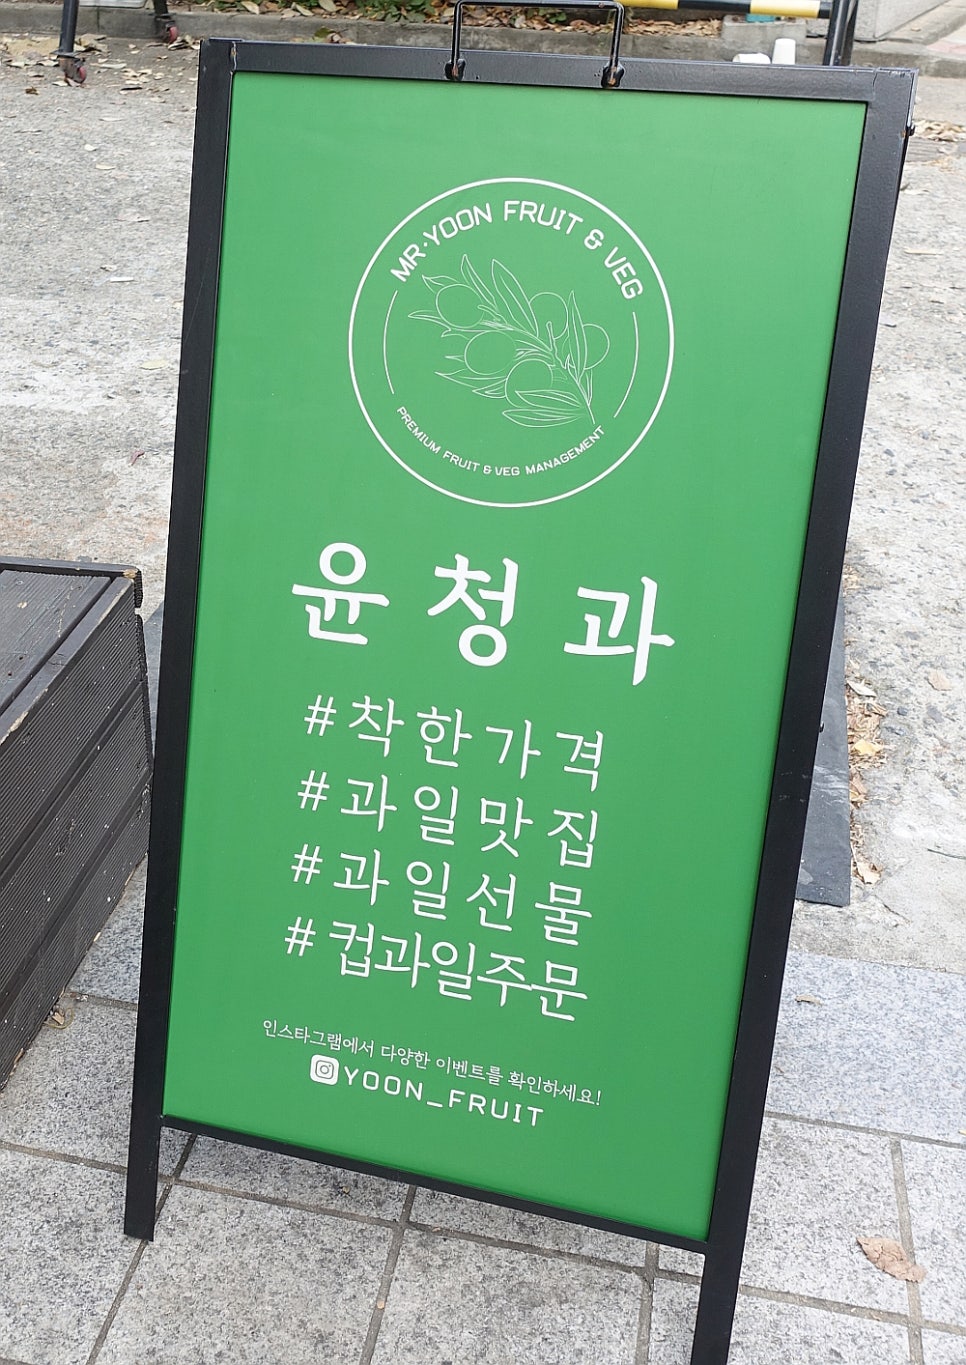 MR·YOON FRUIT & VEG
PREMIUM FRUIT & VEG MANAGEMENT
윤청과
#착한가격
#과일맛집
#과일선물
#컵과일주문
인스타그램에서 다양한 이벤트를 확인하세요!
YOON_FRUIT